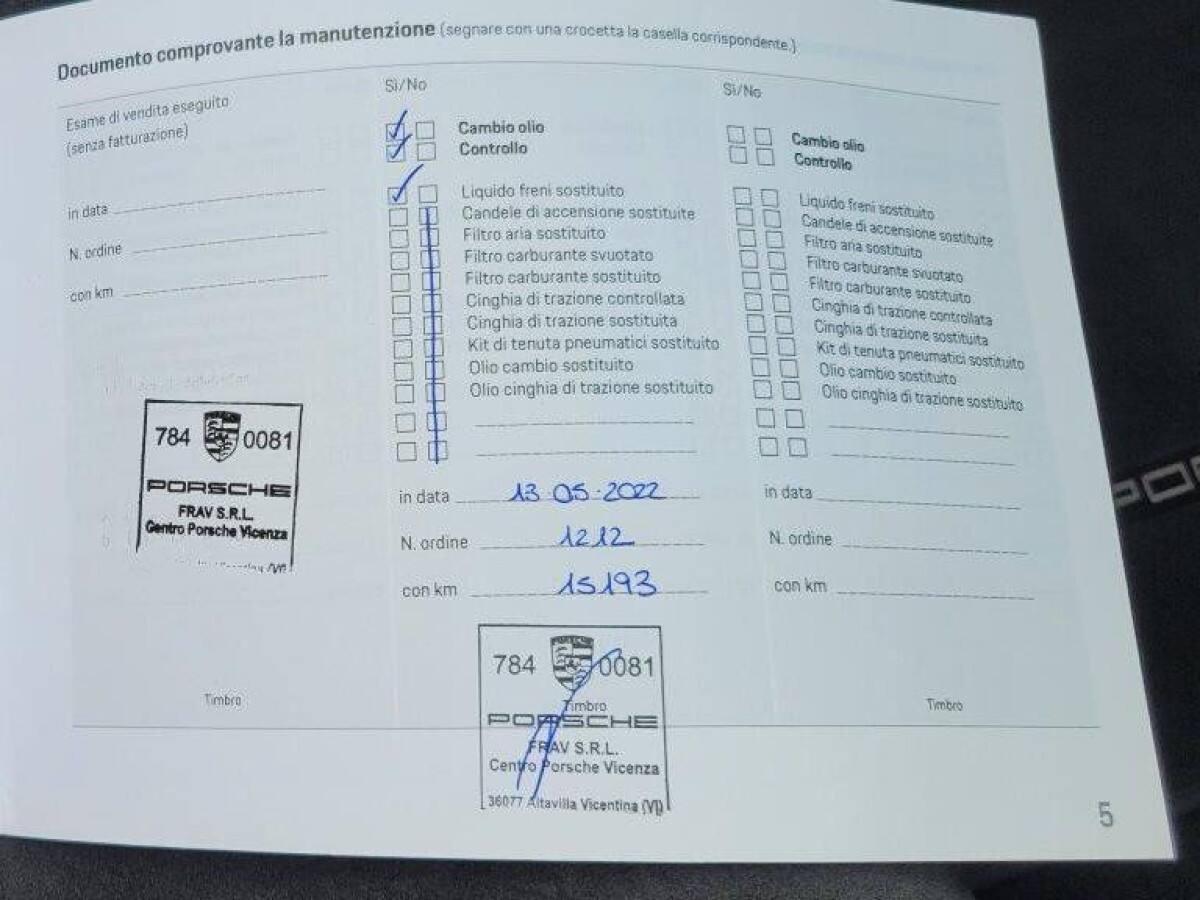 Documento comprovante la manutenzione (segnare con una crocetta la casella corrispondente.)
Esame di vendita eseguito
(senza fatturazione)
in data
N. ordine
con km
784 0081
PORSCHE
FRAV S.R.L.
Centro Porsche Vicenza
Timbro
Sì/No
Cambio olio
Controllo
Liquido freni sostituito
Candele di accensione sostituite
Filtro aria sostituito
Filtro carburante svuotato
Filtro carburante sostituito
Cinghia di trazione controllata
Cinghia di trazione sostituita
Kit di tenuta pneumatici sostituito
Olio cambio sostituito
Olio cinghia di trazione sostituito
in data 13.05.2022
N. ordine 1212
con km 15193
784 0081
Timbro
PORSCHE
FRAV S.R.L.
Centro Porsche Vicenza
36077 Altavilla Vicentina (VI)
Sì/No
Cambio olio
Controllo
Liquido freni sostituito
Candele di accensione sostituite
Filtro aria sostituito
Filtro carburante svuotato
Filtro carburante sostituito
Cinghia di trazione controllata
Cinghia di trazione sostituita
Kit di tenuta pneumatici sostituito
Olio cambio sostituito
Olio cinghia di trazione sostituito
in data
N. ordine
con km
Timbro
5